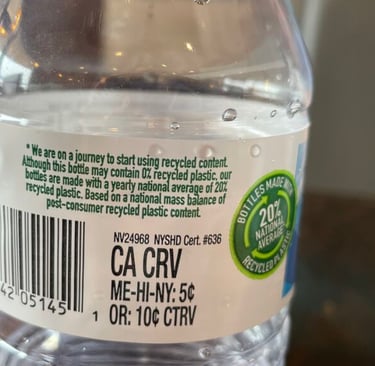 * We are on a journey to start using recycled content.
Although this bottle may contain 0% recycled plastic, our
bottles are made with a yearly national average of 20%
recycled plastic. Based on a national mass balance of
post-consumer recycled plastic content.
NV24968 NYSHD Cert. #636
CA CRV
ME-HI-NY: 5¢
OR: 10¢ CTRV
42 05145 1
BOTTLES MADE WITH
20%
NATIONAL
AVERAGE
RECYCLED PLASTIC